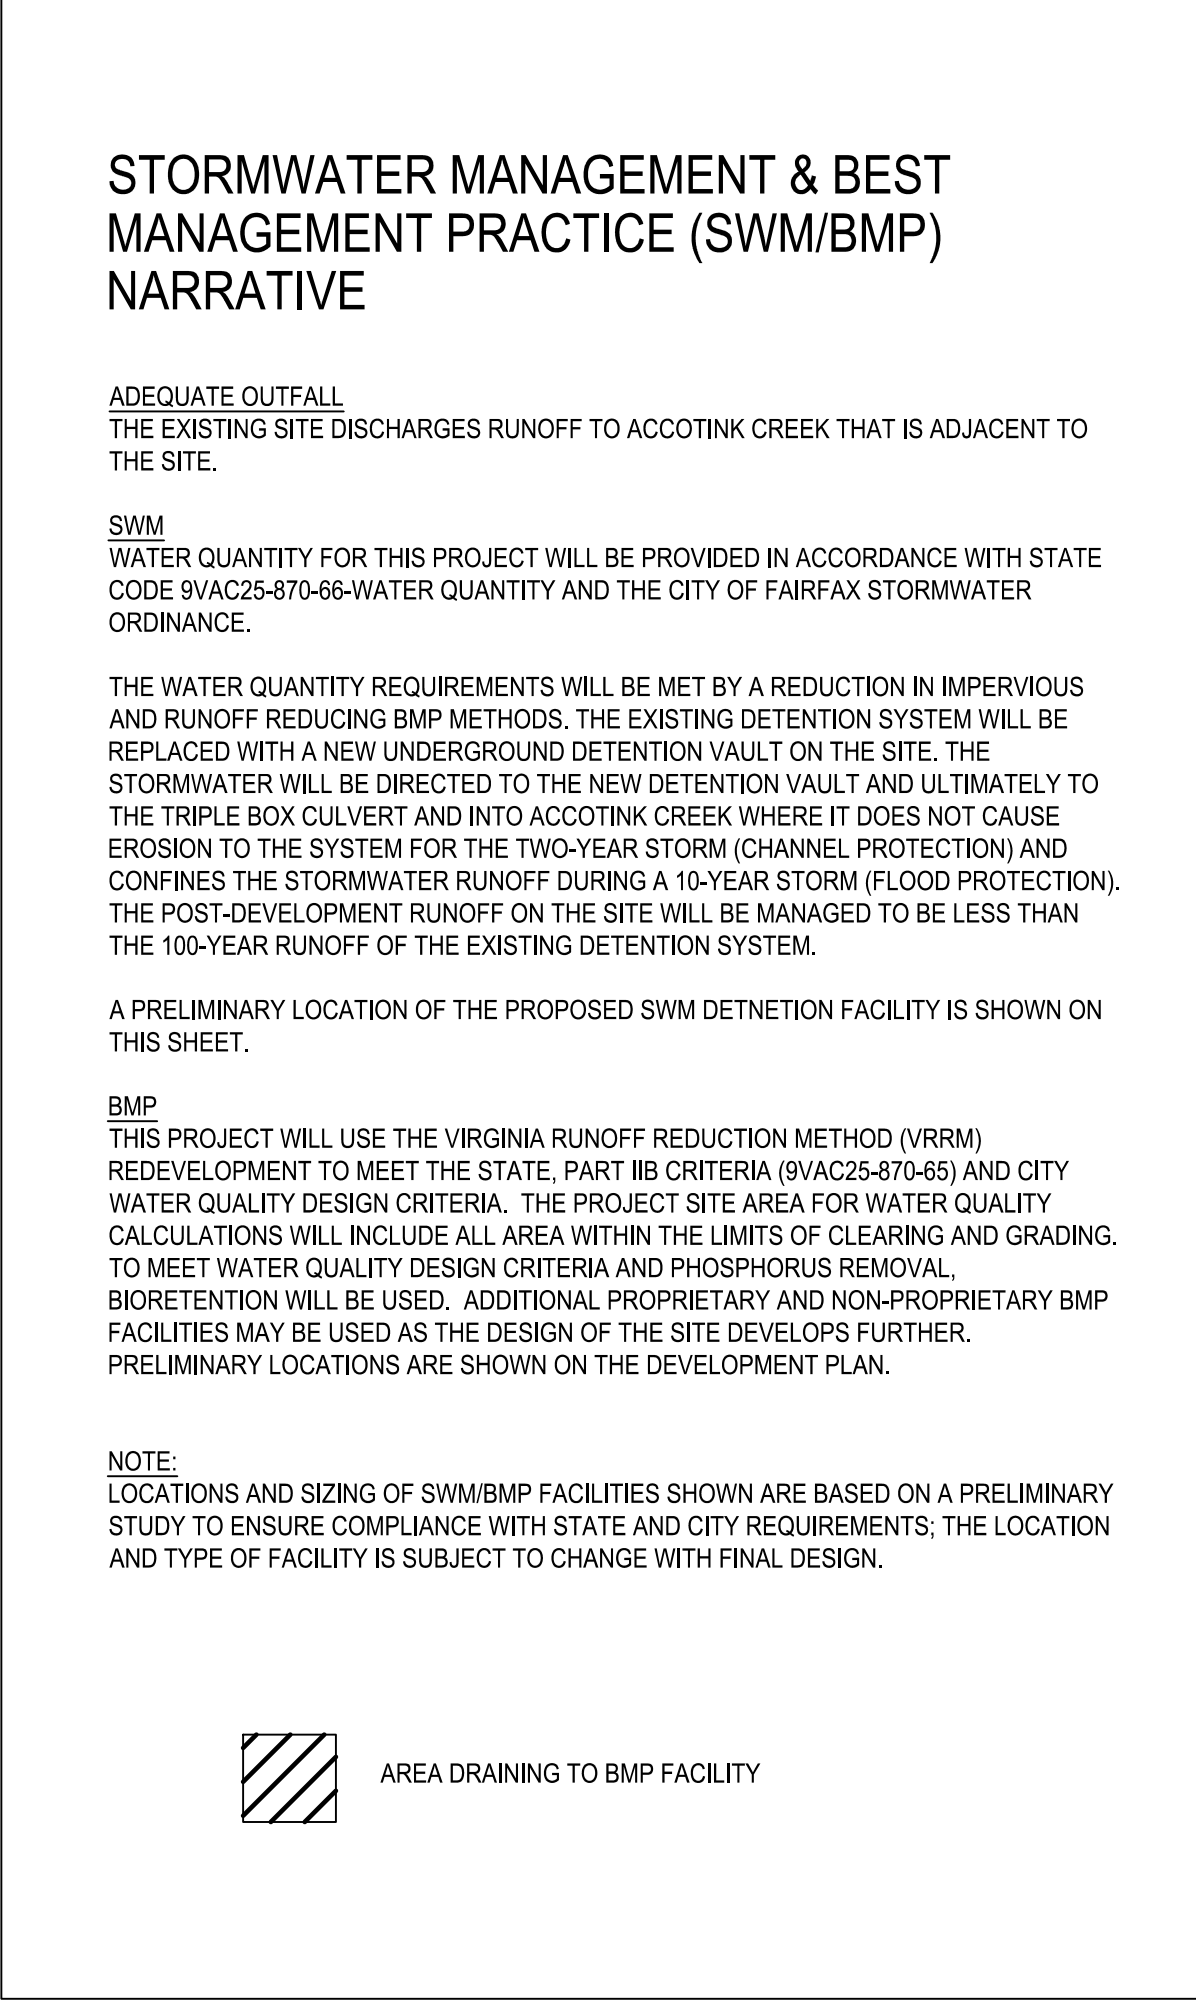 STORMWATER MANAGEMENT & BEST
MANAGEMENT PRACTICE (SWM/BMP)
NARRATIVE
ADEQUATE OUTFALL
THE EXISTING SITE DISCHARGES RUNOFF TO ACCOTINK CREEK THAT IS ADJACENT TO
THE SITE.
SWM
WATER QUANTITY FOR THIS PROJECT WILL BE PROVIDED IN ACCORDANCE WITH STATE
CODE 9VAC25-870-66-WATER QUANTITY AND THE CITY OF FAIRFAX STORMWATER
ORDINANCE.
THE WATER QUANTITY REQUIREMENTS WILL BE MET BY A REDUCTION IN IMPERVIOUS
AND RUNOFF REDUCING BMP METHODS. THE EXISTING DETENTION SYSTEM WILL BE
REPLACED WITH A NEW UNDERGROUND DETENTION VAULT ON THE SITE. THE
STORMWATER WILL BE DIRECTED TO THE NEW DETENTION VAULT AND ULTIMATELY TO
THE TRIPLE BOX CULVERT AND INTO ACCOTINK CREEK WHERE IT DOES NOT CAUSE
EROSION TO THE SYSTEM FOR THE TWO-YEAR STORM (CHANNEL PROTECTION) AND
CONFINES THE STORMWATER RUNOFF DURING A 10-YEAR STORM (FLOOD PROTECTION).
THE POST-DEVELOPMENT RUNOFF ON THE SITE WILL BE MANAGED TO BE LESS THAN
THE 100-YEAR RUNOFF OF THE EXISTING DETENTION SYSTEM.
A PRELIMINARY LOCATION OF THE PROPOSED SWM DETNETION FACILITY IS SHOWN ON
THIS SHEET.
BMP
THIS PROJECT WILL USE THE VIRGINIA RUNOFF REDUCTION METHOD (VRRM)
REDEVELOPMENT TO MEET THE STATE, PART IIB CRITERIA (9VAC25-870-65) AND CITY
WATER QUALITY DESIGN CRITERIA. THE PROJECT SITE AREA FOR WATER QUALITY
CALCULATIONS WILL INCLUDE ALL AREA WITHIN THE LIMITS OF CLEARING AND GRADING.
TO MEET WATER QUALITY DESIGN CRITERIA AND PHOSPHORUS REMOVAL,
BIORETENTION WILL BE USED. ADDITIONAL PROPRIETARY AND NON-PROPRIETARY BMP
FACILITIES MAY BE USED AS THE DESIGN OF THE SITE DEVELOPS FURTHER.
PRELIMINARY LOCATIONS ARE SHOWN ON THE DEVELOPMENT PLAN.
NOTE:
LOCATIONS AND SIZING OF SWM/BMP FACILITIES SHOWN ARE BASED ON A PRELIMINARY
STUDY TO ENSURE COMPLIANCE WITH STATE AND CITY REQUIREMENTS; THE LOCATION
AND TYPE OF FACILITY IS SUBJECT TO CHANGE WITH FINAL DESIGN.
AREA DRAINING TO BMP FACILITY